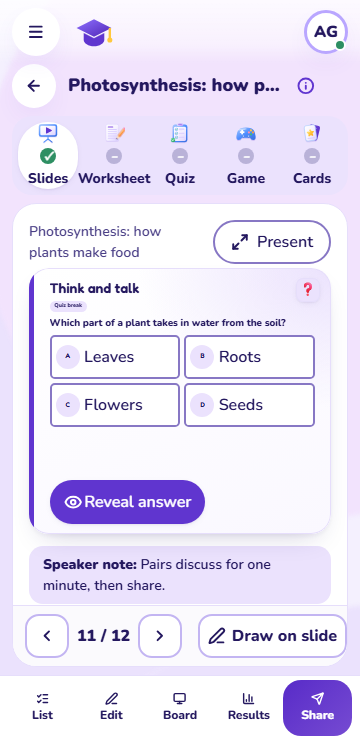 AG
Photosynthesis: how p...
Slides
Worksheet
Quiz
Game
Cards
Photosynthesis: how
plants make food
Present
Think and talk
Quiz break
Which part of a plant takes in water from the soil?
A Leaves
B Roots
C Flowers
D Seeds
Reveal answer
Speaker note: Pairs discuss for one
minute, then share.
11 / 12
Draw on slide
List
Edit
Board
Results
Share